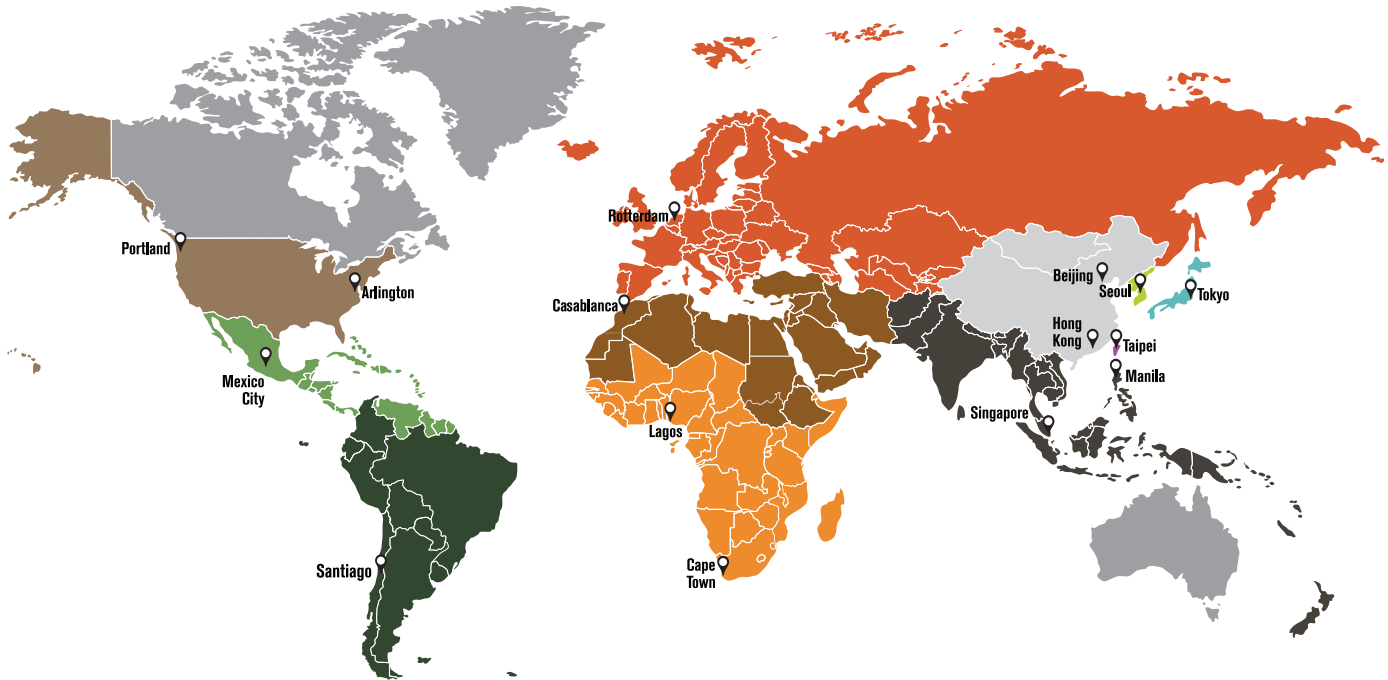 Rotterdam
Portland
Beijing
Seoul
Tokyo
Arlington
Casablanca
Hong
Kong
Taipei
Mexico
City
Manila
Singapore
Lagos
Santiago
Cape
Town